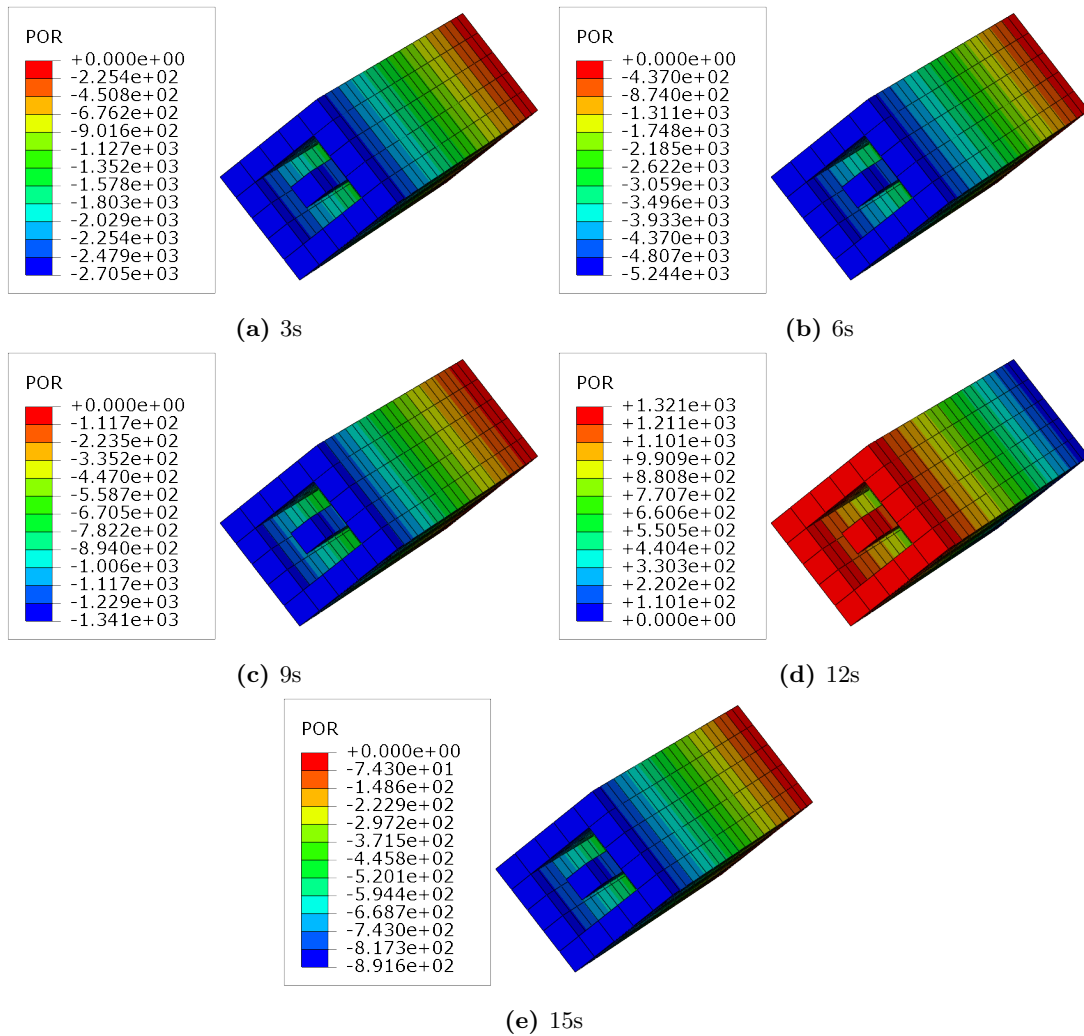 POR
+0.000e+00
-2.254e+02
-4.508e+02
-6.762e+02
-9.016e+02
-1.127e+03
-1.352e+03
-1.578e+03
-1.803e+03
-2.029e+03
-2.254e+03
-2.479e+03
-2.705e+03
(a) 3s
POR
+0.000e+00
-4.370e+02
-8.740e+02
-1.311e+03
-1.748e+03
-2.185e+03
-2.622e+03
-3.059e+03
-3.496e+03
-3.933e+03
-4.370e+03
-4.807e+03
-5.244e+03
(b) 6s
POR
+0.000e+00
-1.117e+02
-2.235e+02
-3.352e+02
-4.470e+02
-5.587e+02
-6.705e+02
-7.822e+02
-8.940e+02
-1.006e+03
-1.117e+03
-1.229e+03
-1.341e+03
(c) 9s
POR
+1.321e+03
+1.211e+03
+1.101e+03
+9.909e+02
+8.808e+02
+7.707e+02
+6.606e+02
+5.505e+02
+4.404e+02
+3.303e+02
+2.202e+02
+1.101e+02
+0.000e+00
(d) 12s
POR
+0.000e+00
-7.430e+01
-1.486e+02
-2.229e+02
-2.972e+02
-3.715e+02
-4.458e+02
-5.201e+02
-5.944e+02
-6.687e+02
-7.430e+02
-8.173e+02
-8.916e+02
(e) 15s